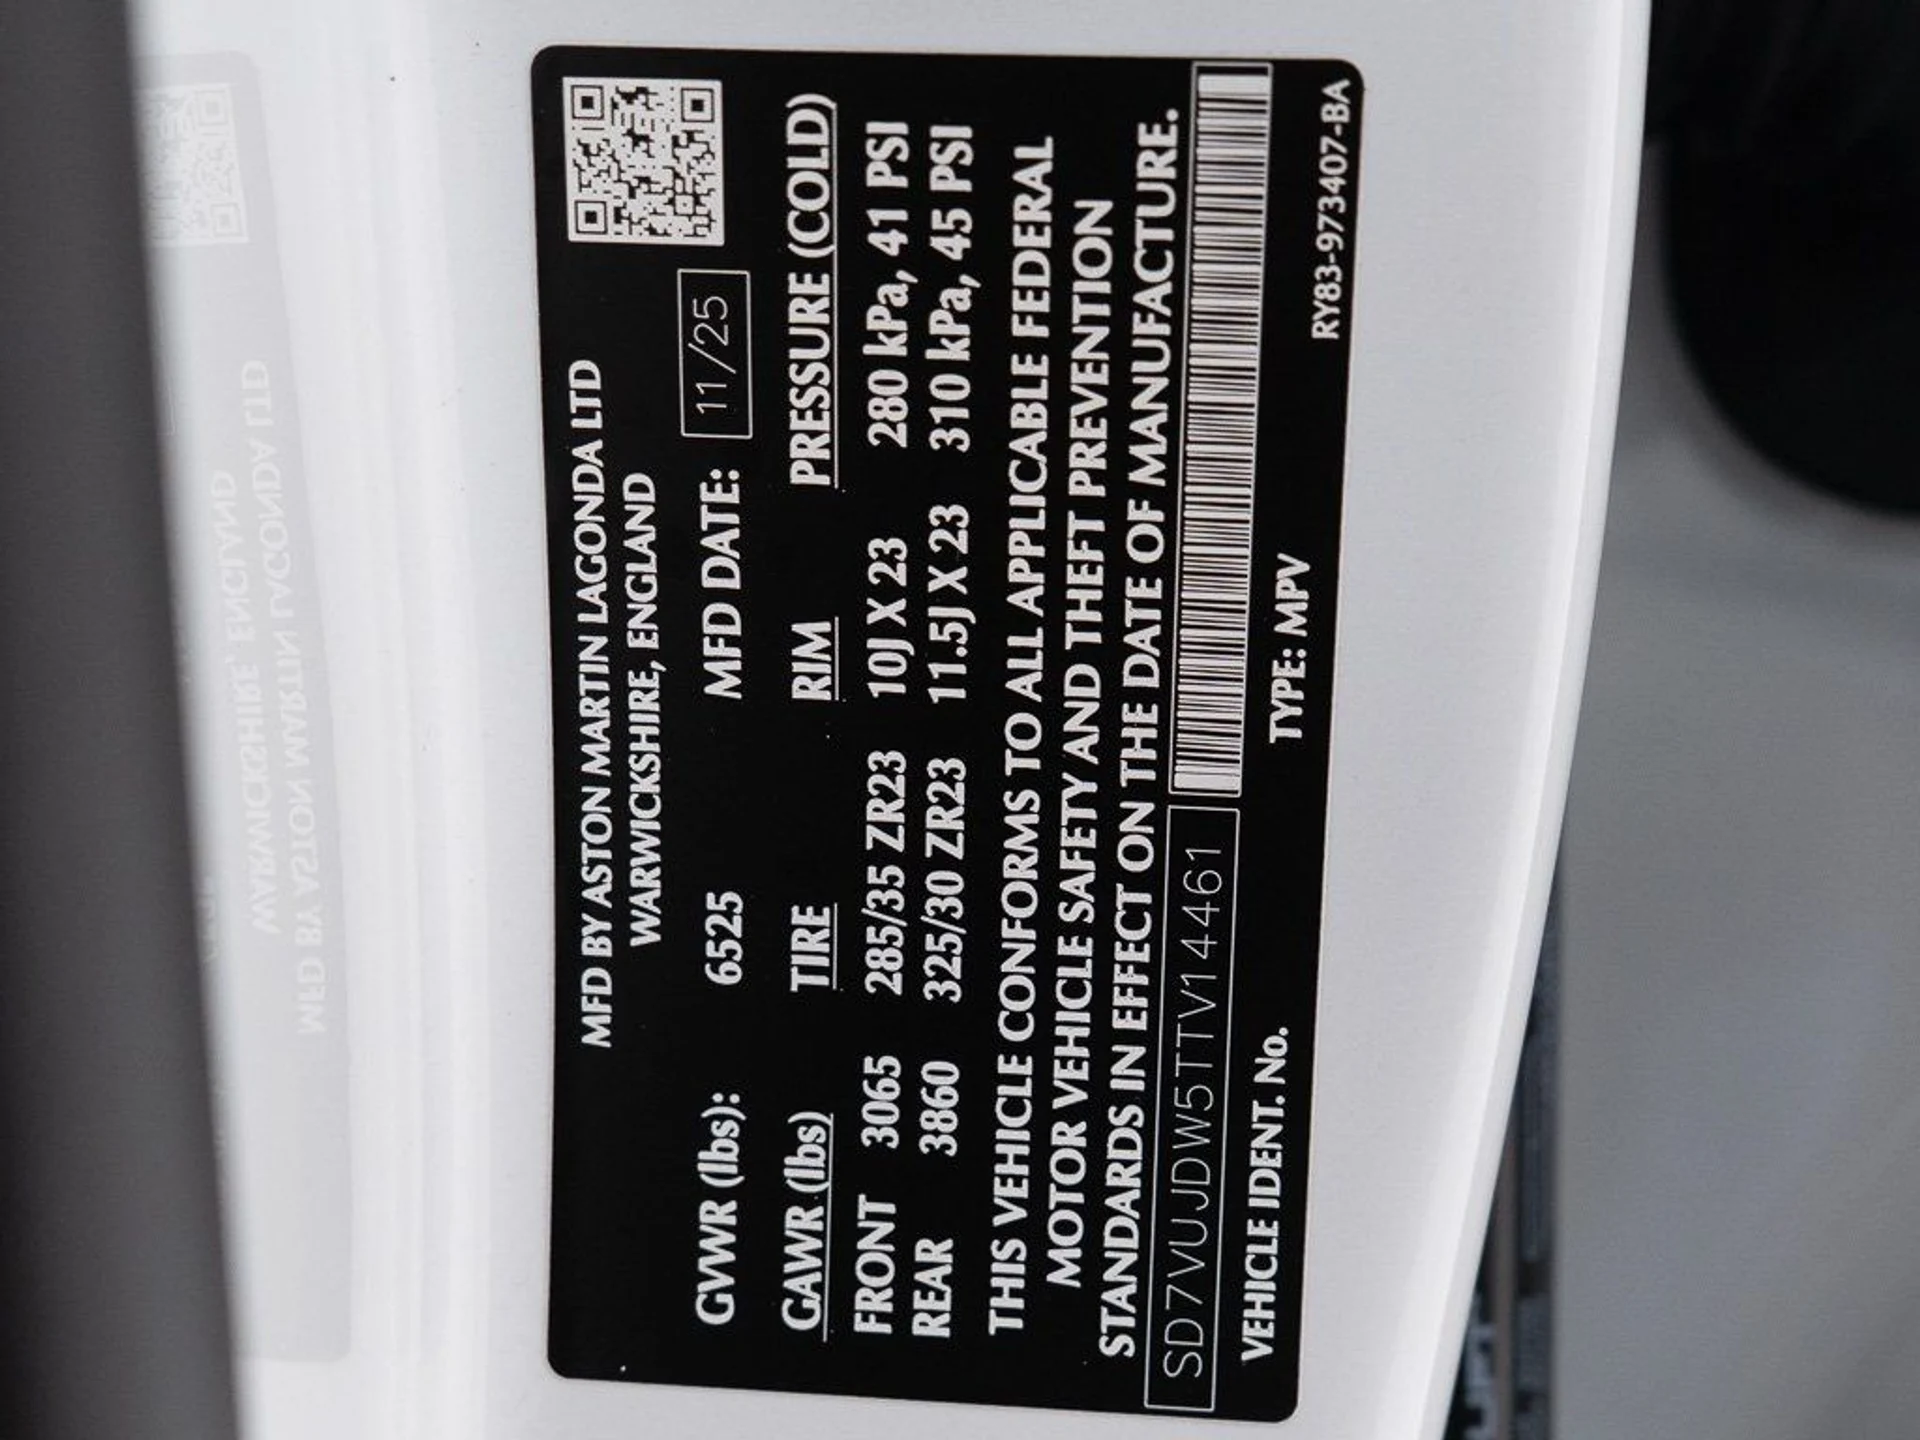 MFD BY ASTON MARTIN LAGONDA LTD
WARWICKSHIRE, ENGLAND
GVWR (lbs): 6525 MFD DATE: 11/25
GAWR (lbs) TIRE RIM PRESSURE (COLD)
FRONT 3065 285/35 ZR23 10J X 23 280 kPa, 41 PSI
REAR 3860 325/30 ZR23 11.5J X 23 310 kPa, 45 PSI
THIS VEHICLE CONFORMS TO ALL APPLICABLE FEDERAL
MOTOR VEHICLE SAFETY AND THEFT PREVENTION
STANDARDS IN EFFECT ON THE DATE OF MANUFACTURE.
SD7VUJDW5TTV14461
VEHICLE IDENT. No. TYPE: MPV RY83-973407-BA